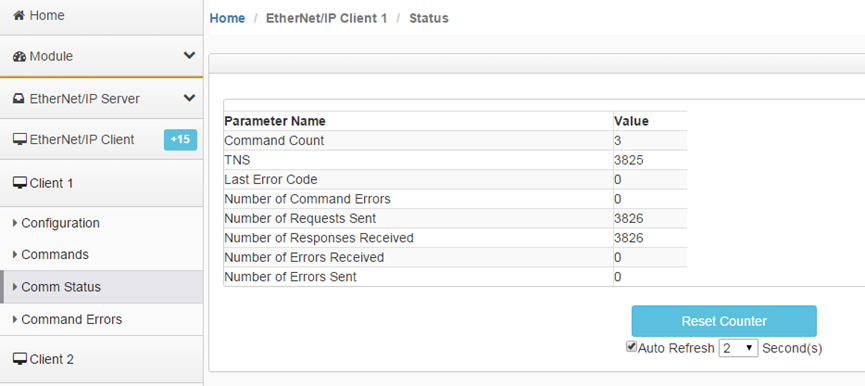 Home
Module
EtherNet/IP Server
EtherNet/IP Client +15
Client 1
Configuration
Commands
Comm Status
Command Errors
Client 2
Home / EtherNet/IP Client 1 / Status
Parameter Name Value
Command Count 3
TNS 3825
Last Error Code 0
Number of Command Errors 0
Number of Requests Sent 3826
Number of Responses Received 3826
Number of Errors Received 0
Number of Errors Sent 0
Reset Counter
Auto Refresh 2 Second(s)